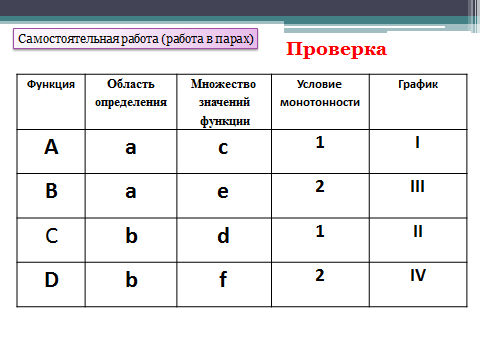 Самостоятельная работа (работа в парах)
Проверка
Функция Область определения Множество значений функции Условие монотонности График
A a c 1 I
B a e 2 III
C b d 1 II
D b f 2 IV